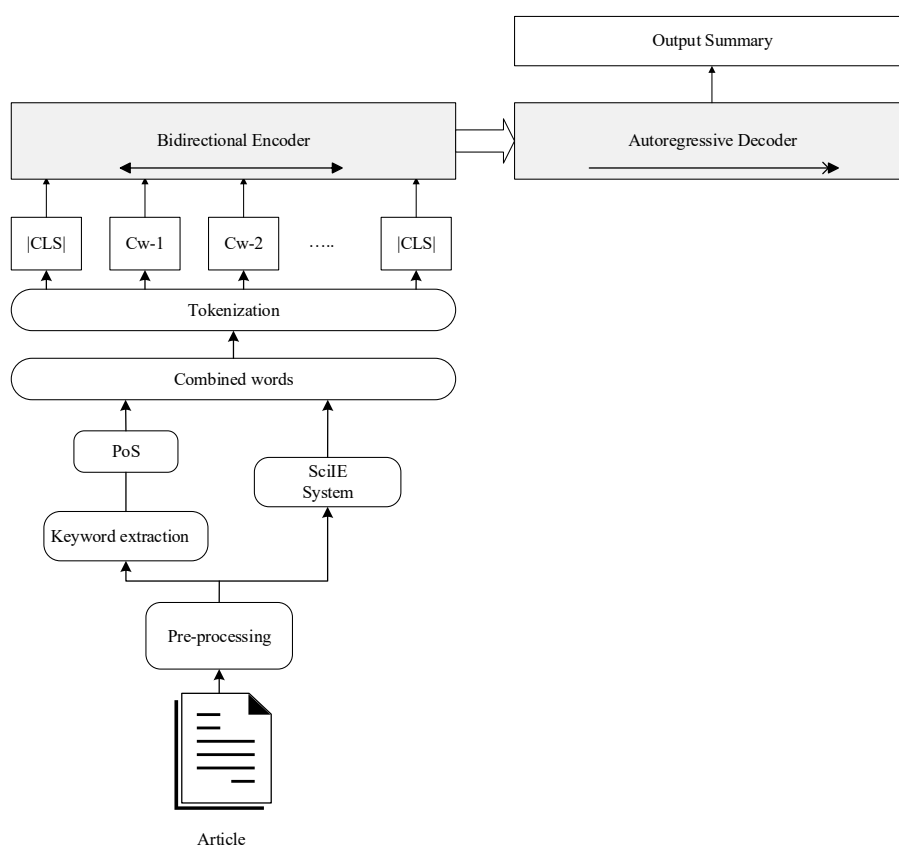 Output Summary
Bidirectional Encoder
Autoregressive Decoder
|CLS|
Cw-1
Cw-2
.....
|CLS|
Tokenization
Combined words
PoS
SciIE
System
Keyword extraction
Pre-processing
Article